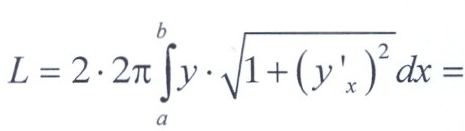 L = 2 · 2π ∫_a^b y · √(1 + (y'_x)^2) dx =